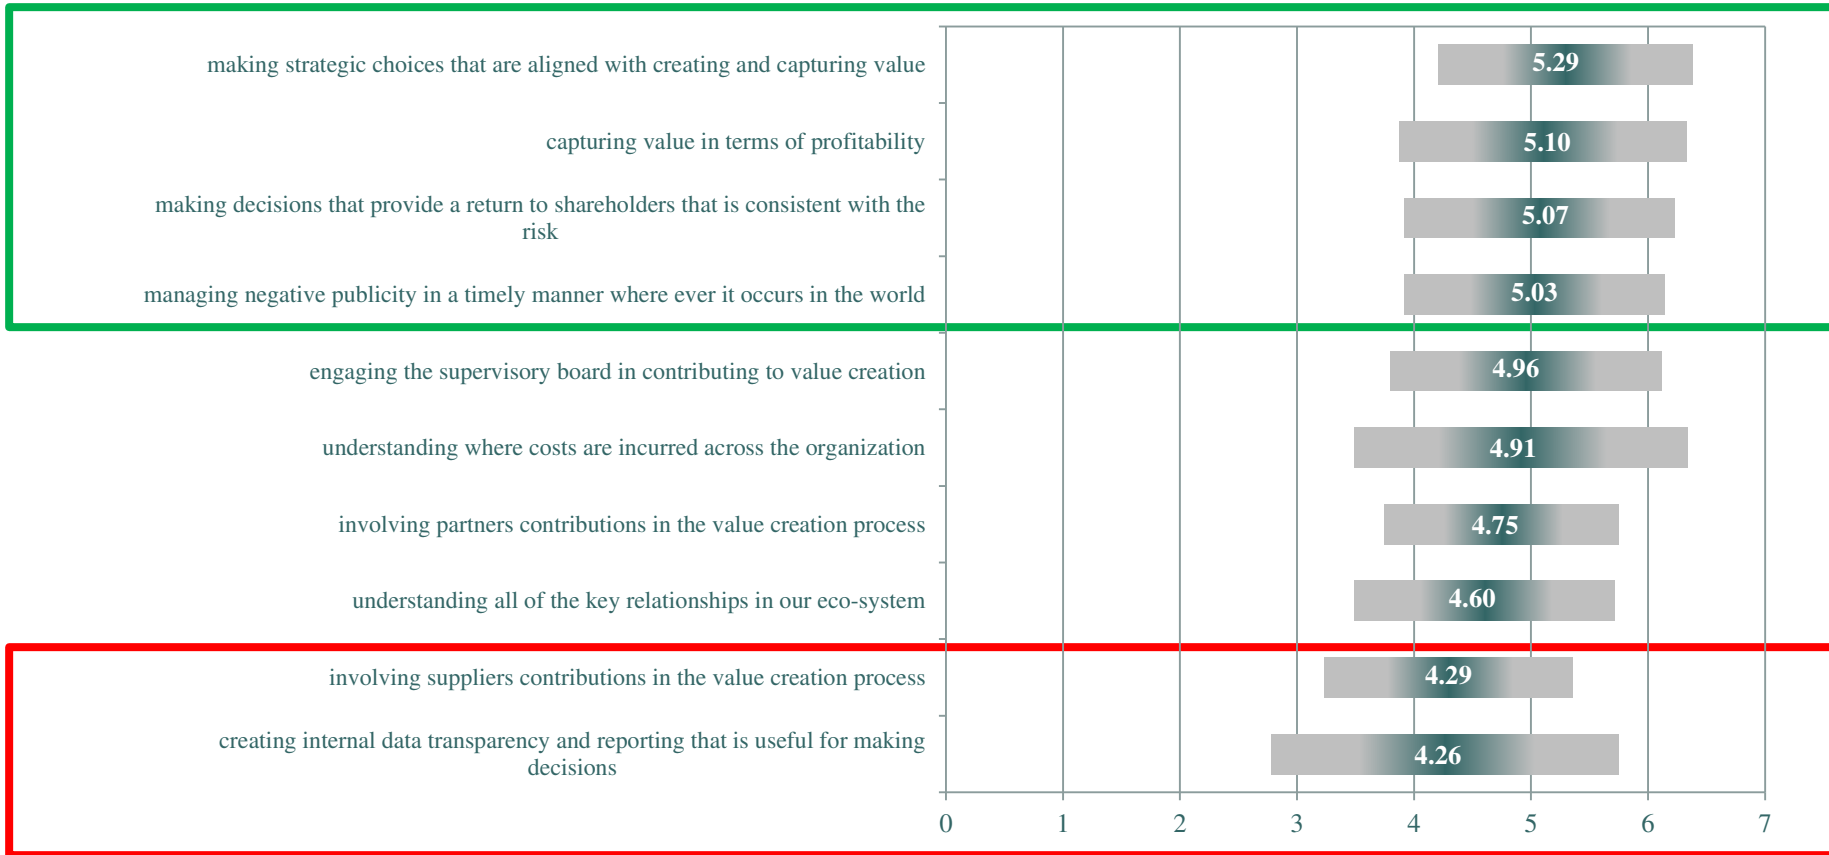 making strategic choices that are aligned with creating and capturing value
5.29
capturing value in terms of profitability
5.10
making decisions that provide a return to shareholders that is consistent with the
risk
5.07
managing negative publicity in a timely manner where ever it occurs in the world
5.03
engaging the supervisory board in contributing to value creation
4.96
understanding where costs are incurred across the organization
4.91
involving partners contributions in the value creation process
4.75
understanding all of the key relationships in our eco-system
4.60
involving suppliers contributions in the value creation process
4.29
creating internal data transparency and reporting that is useful for making
decisions
4.26
0 1 2 3 4 5 6 7